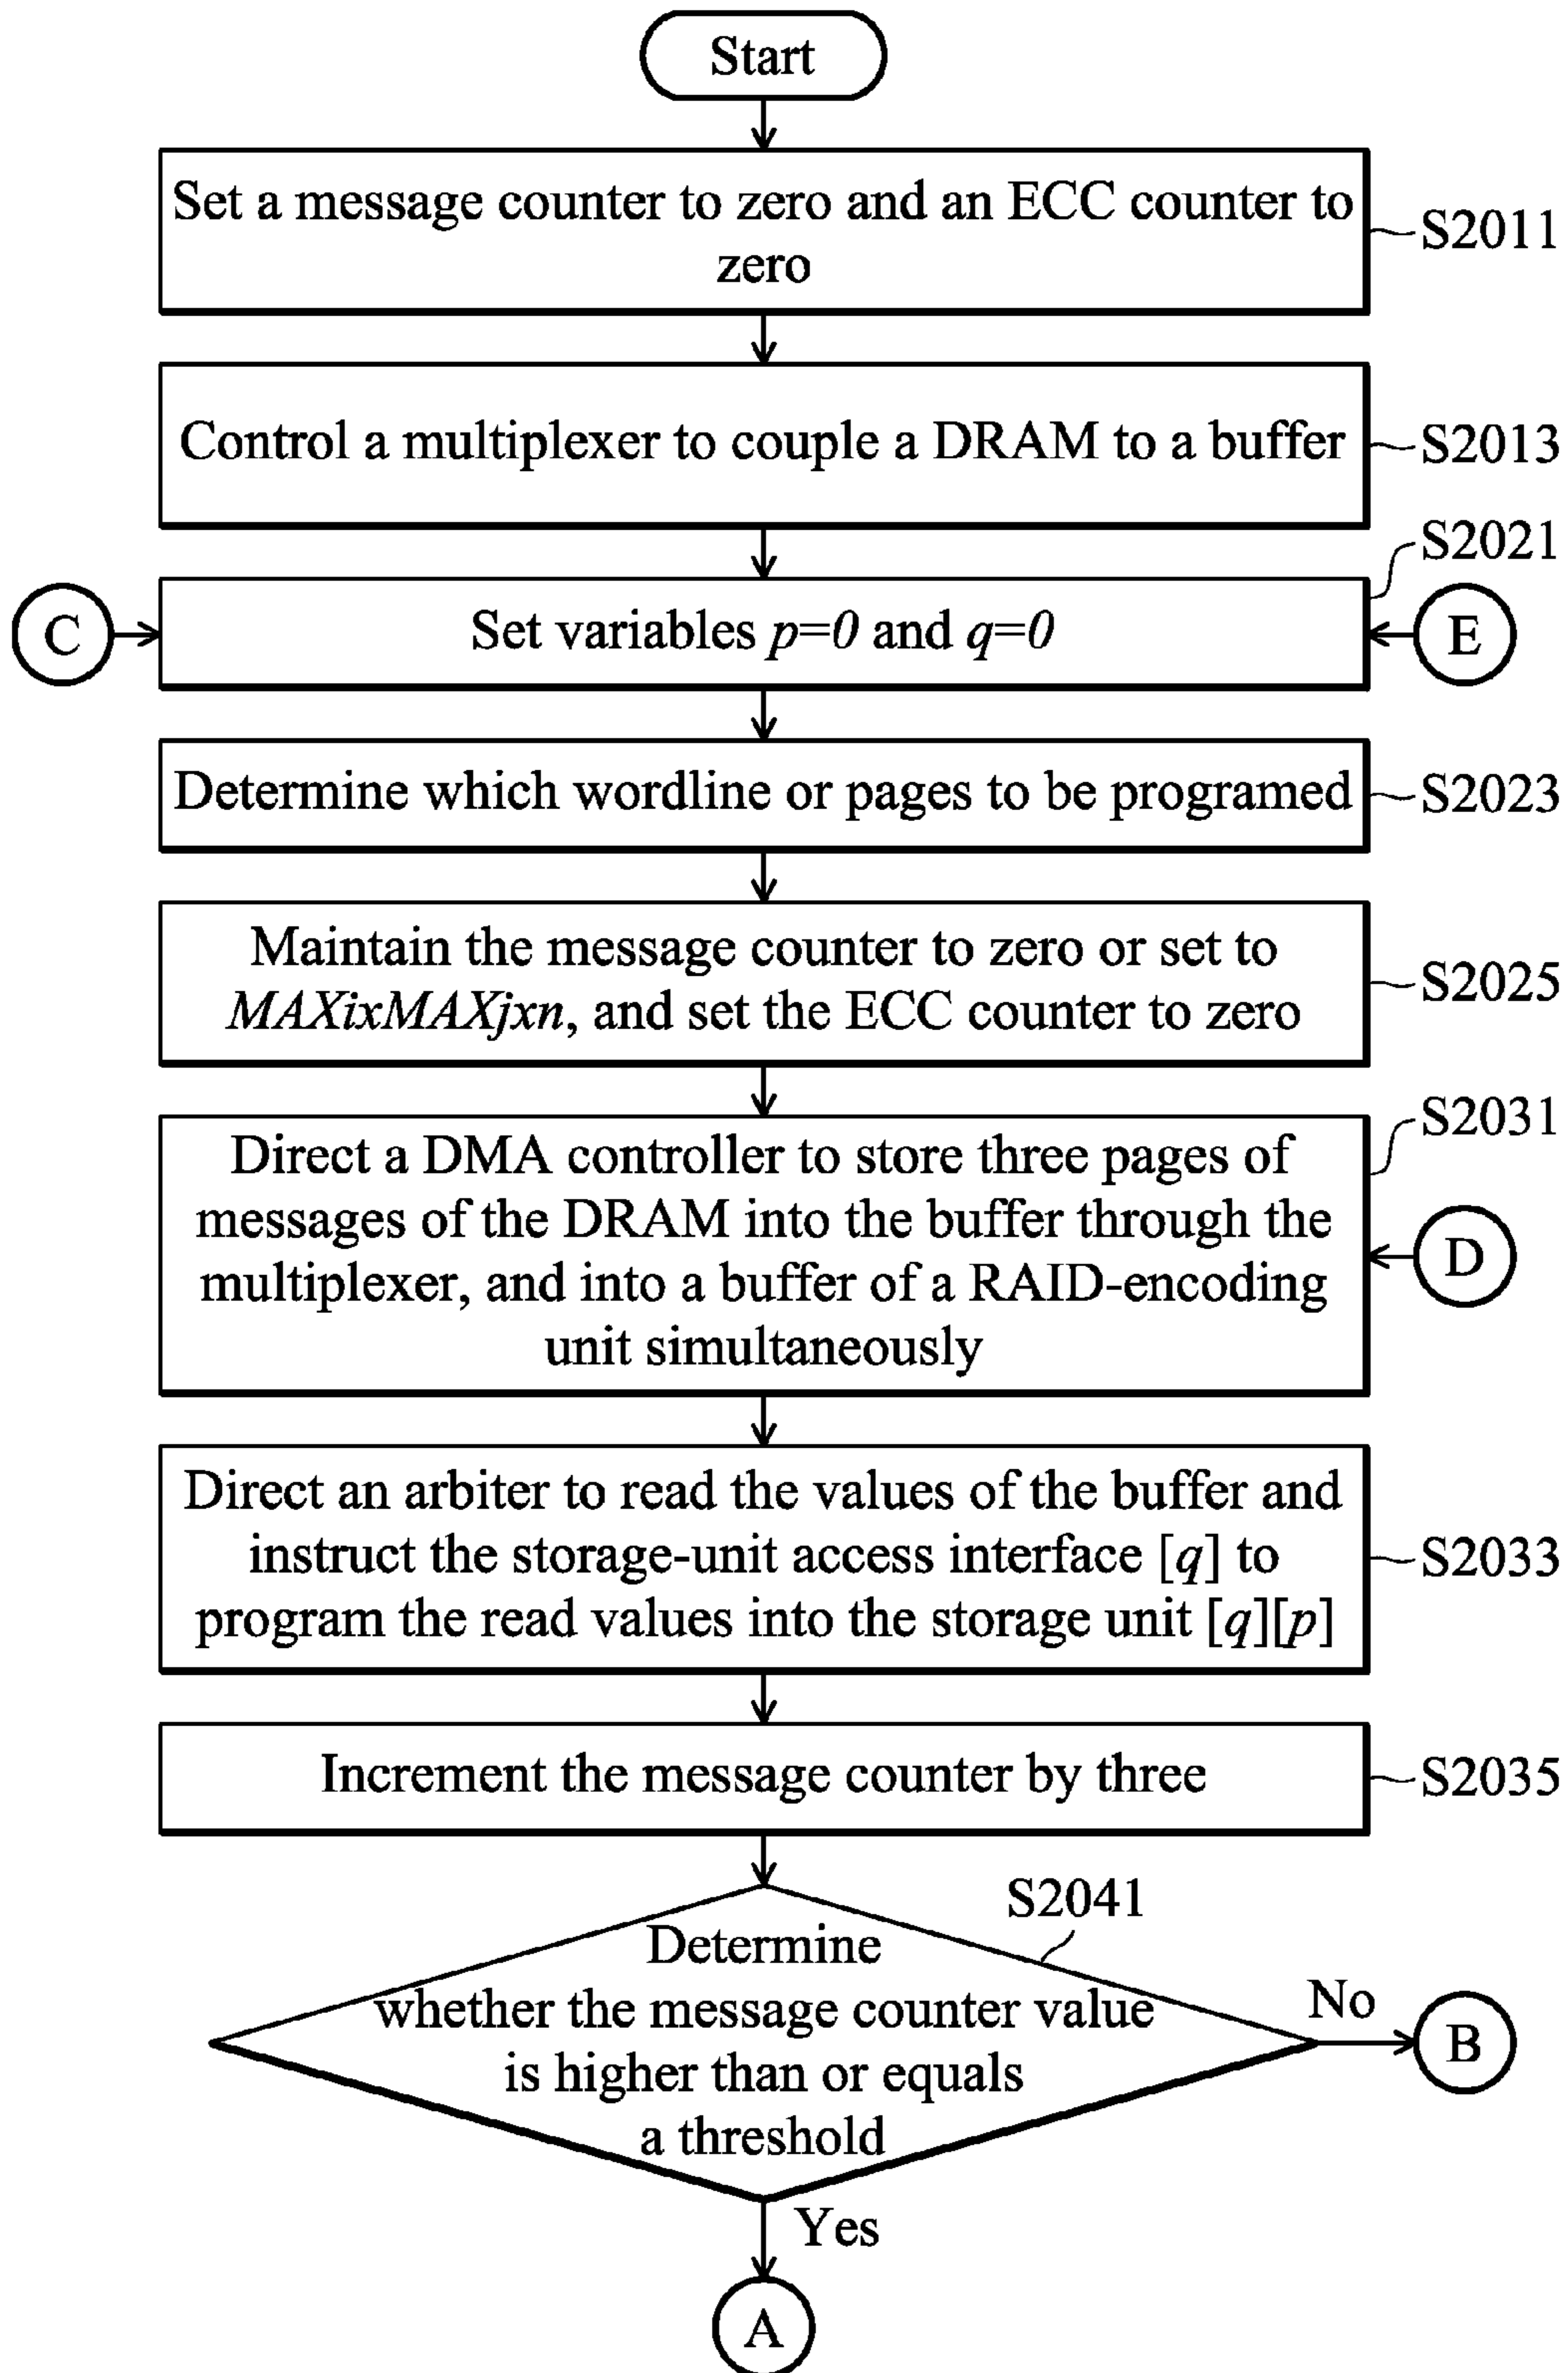 Start
Set a message counter to zero and an ECC counter to
zero
S2011
Control a multiplexer to couple a DRAM to a buffer
S2013
S2021
C
Set variables p=0 and q=0
E
Determine which wordline or pages to be programed
S2023
Maintain the message counter to zero or set to
MAXixMAXjxn, and set the ECC counter to zero
S2025
S2031
Direct a DMA controller to store three pages of
messages of the DRAM into the buffer through the
multiplexer, and into a buffer of a RAID-encoding
unit simultaneously
D
Direct an arbiter to read the values of the buffer and
instruct the storage-unit access interface [q] to
program the read values into the storage unit [q][p]
S2033
Increment the message counter by three
S2035
S2041
Determine
whether the message counter value
is higher than or equals
a threshold
No
B
Yes
A